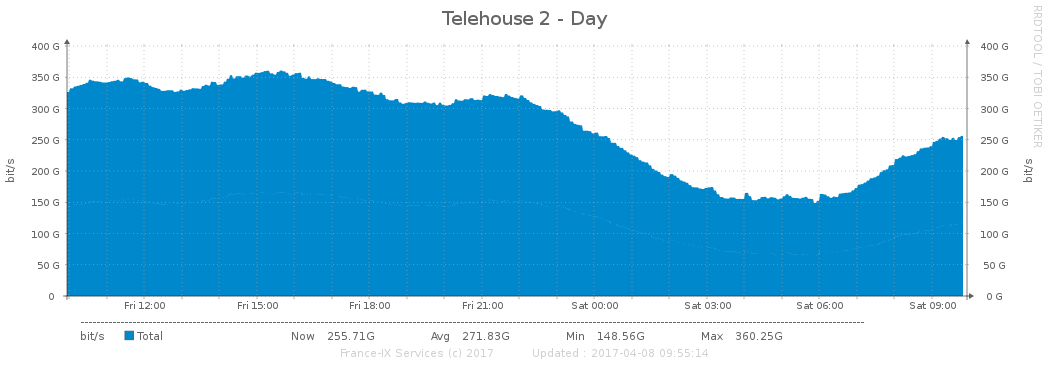 Telehouse 2 - Day
RRDTOOL / TOBI OETIKER
400 G 400 G
350 G 350 G
300 G 300 G
250 G 250 G
200 G 200 G
150 G 150 G
100 G 100 G
50 G 50 G
0 0 G
bit/s bit/s
Fri 12:00 Fri 15:00 Fri 18:00 Fri 21:00 Sat 00:00 Sat 03:00 Sat 06:00 Sat 09:00
bit/s Total Now 255.71G Avg 271.83G Min 148.56G Max 360.25G
France-IX Services (c) 2017 Updated : 2017-04-08 09:55:14